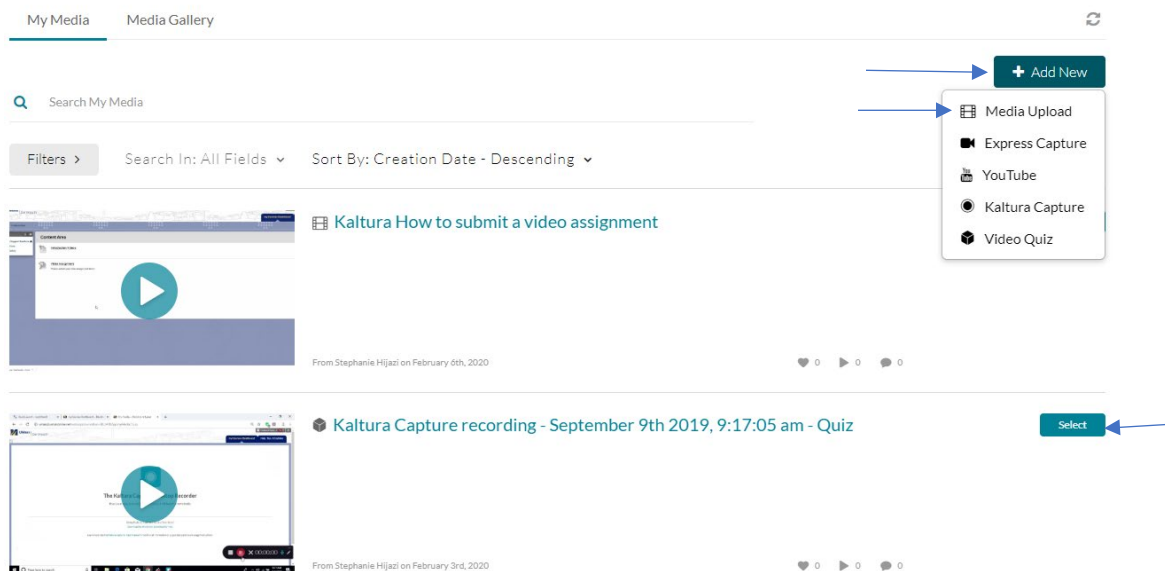 My Media Media Gallery
+ Add New
Search My Media
Media Upload
Express Capture
YouTube
Kaltura Capture
Video Quiz
Filters > Search In: All Fields Sort By: Creation Date - Descending
Kaltura How to submit a video assignment
Content Area
From Stephanie Hijazi on February 6th, 2020 0 0 0
Kaltura Capture recording - September 9th 2019, 9:17:05 am - Quiz
Select
00:00:00
From Stephanie Hijazi on February 3rd, 2020 0 0 0